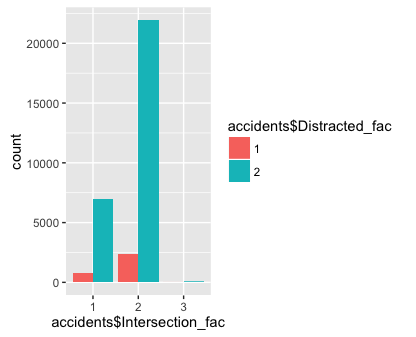 count
20000
15000
10000
5000
0
1 2 3
accidents$Intersection_fac
accidents$Distracted_fac
1
2